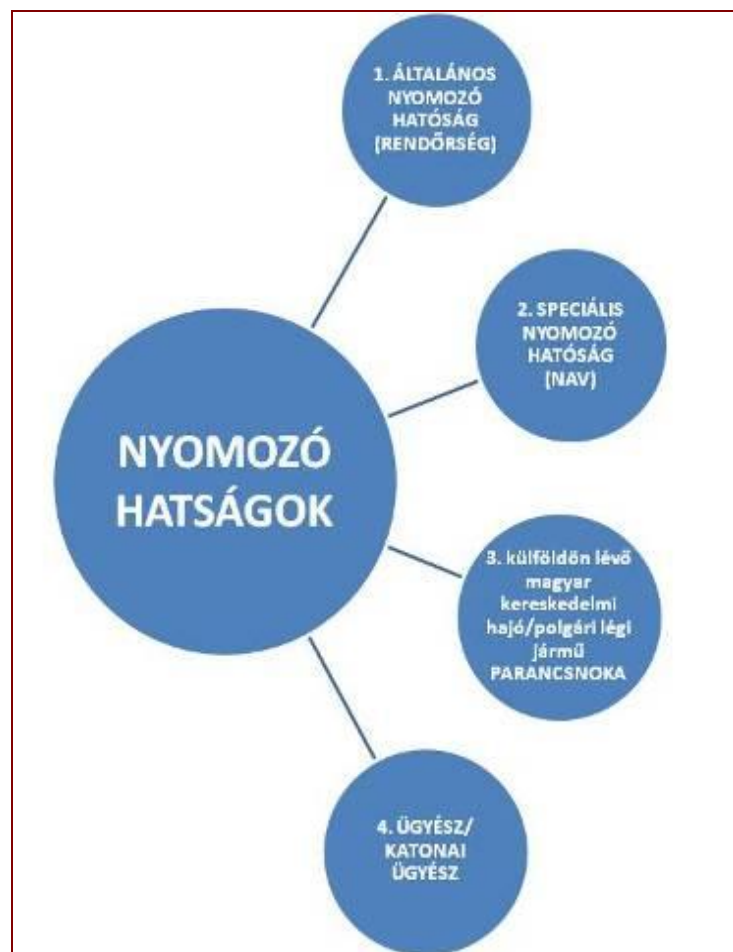 1. ÁLTALÁNOS
NYOMOZÓ
HATÓSÁG
(RENDŐRSÉG)
2. SPECIÁLIS
NYOMOZÓ
HATÓSÁG
(NAV)
NYOMOZÓ
HATSÁGOK
3. külföldön lévő
magyar
kereskedelmi
hajó/polgári légi
jármű
PARANCSNOKA
4. ÜGYÉSZ/
KATONAI
ÜGYÉSZ